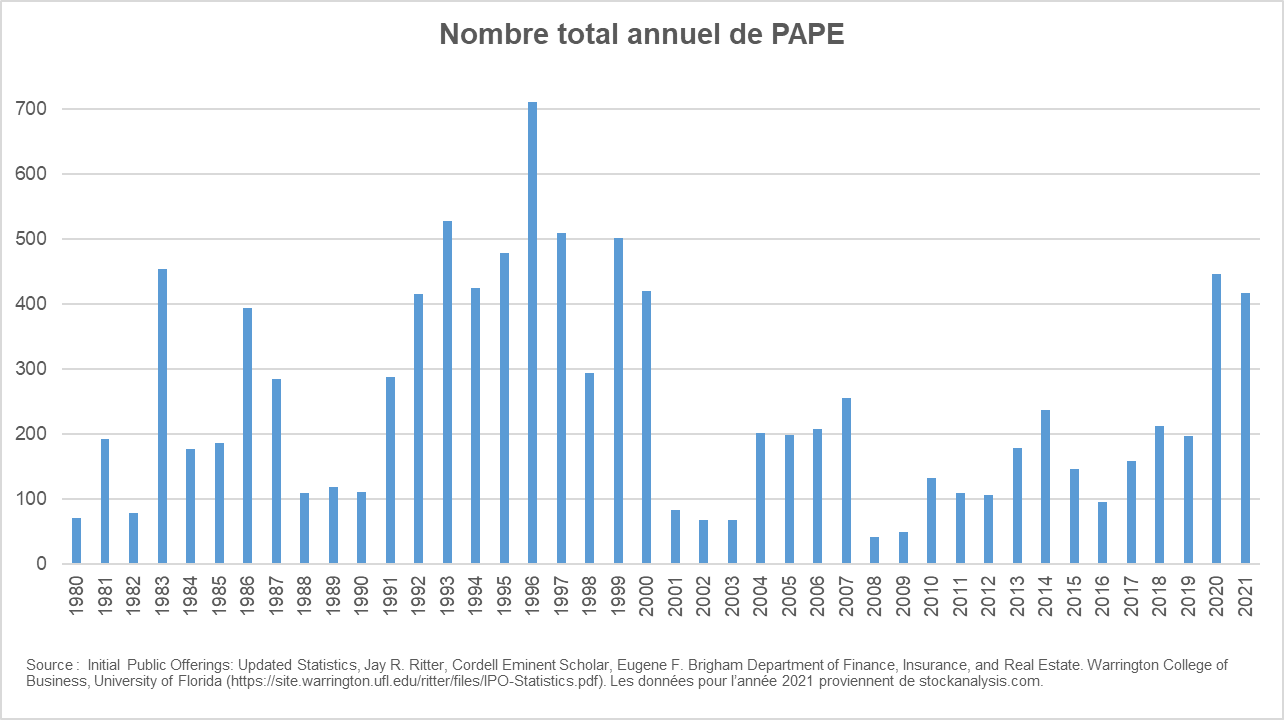 Nombre total annuel de PAPE
700
600
500
400
300
200
100
0
1980 1981 1982 1983 1984 1985 1986 1987 1988 1989 1990 1991 1992 1993 1994 1995 1996 1997 1998 1999 2000 2001 2002 2003 2004 2005 2006 2007 2008 2009 2010 2011 2012 2013 2014 2015 2016 2017 2018 2019 2020 2021
Source : Initial Public Offerings: Updated Statistics, Jay R. Ritter, Cordell Eminent Scholar, Eugene F. Brigham Department of Finance, Insurance, and Real Estate. Warrington College of
Business, University of Florida (https://site.warrington.ufl.edu/ritter/files/IPO-Statistics.pdf). Les données pour l’année 2021 proviennent de stockanalysis.com.